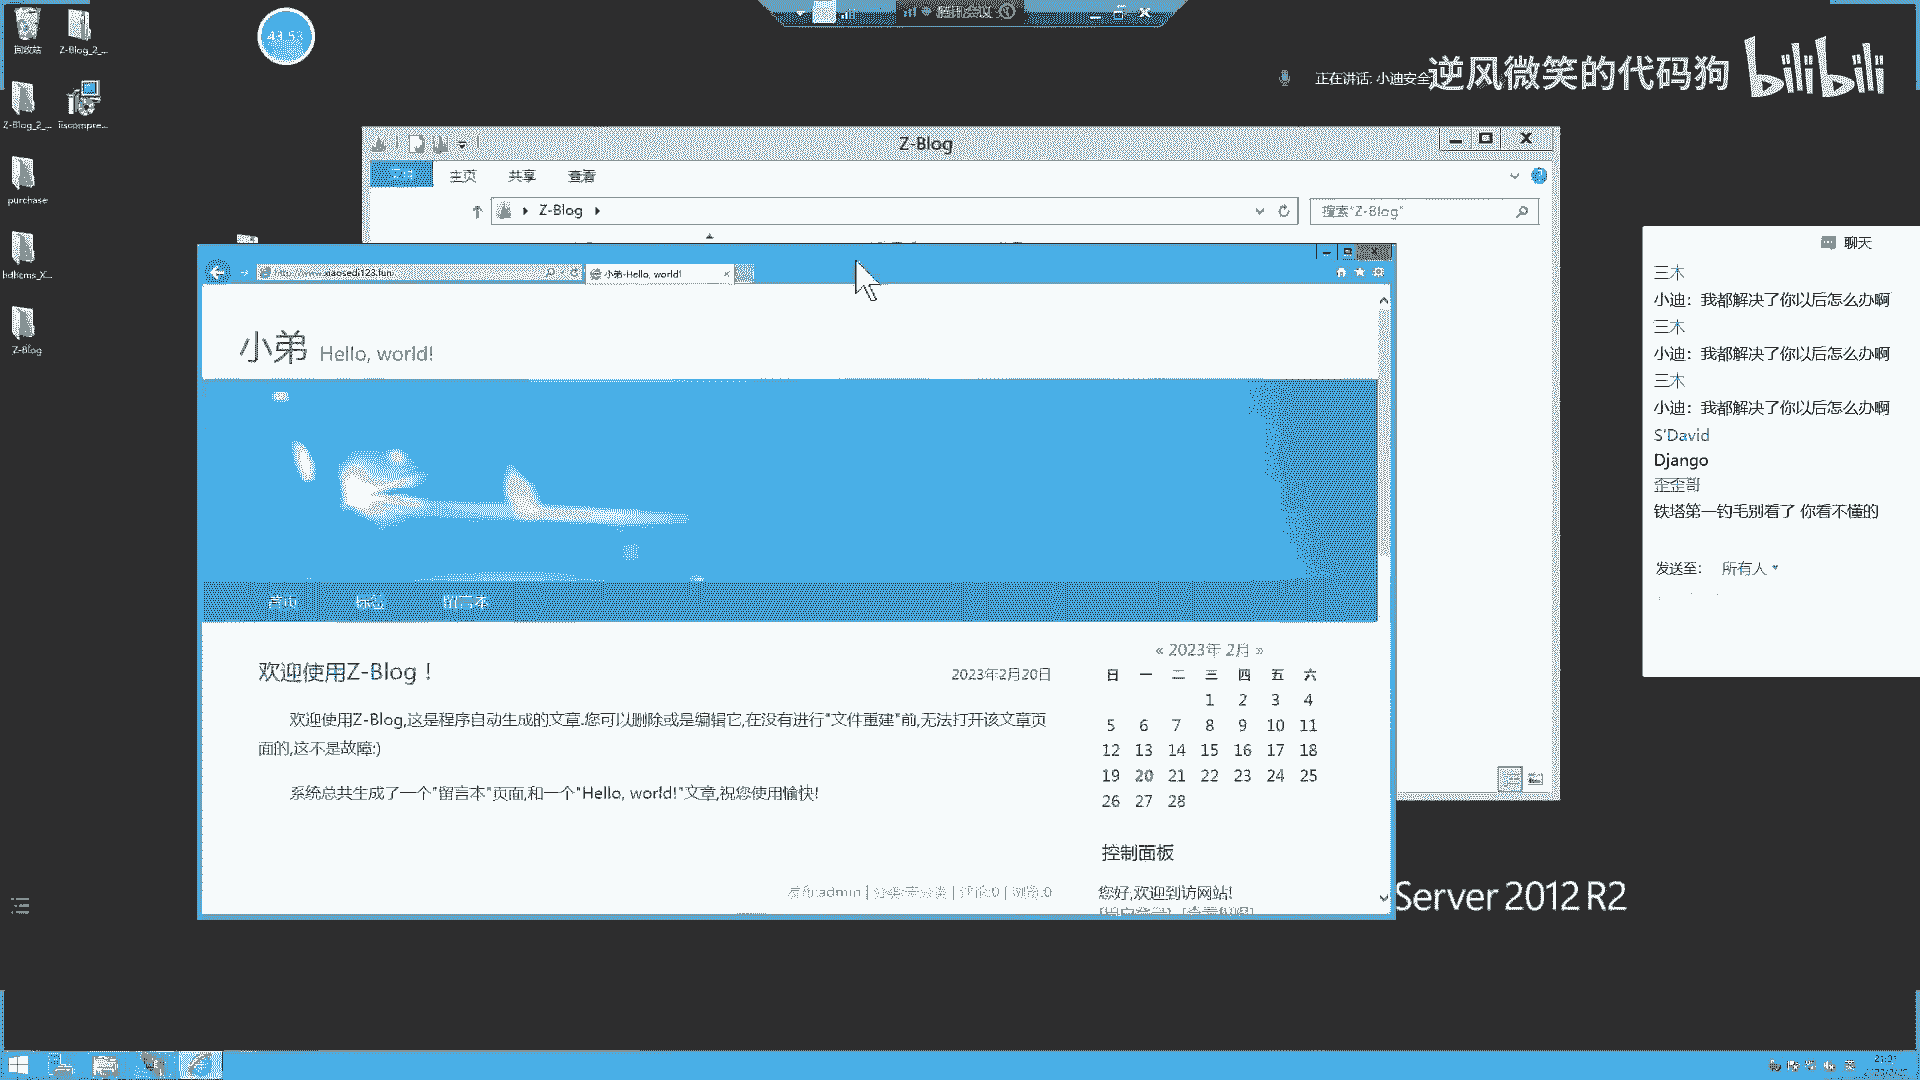 回收站
Z-Blog_2_...
43:53
腾讯会议
正在讲话: 小迪安全
逆风微笑的代码狗
bilibili
Z-Blog_2_...
iiscompre...
purchase
hdhcms_X...
Z-Blog
Z-Blog
文件
主页
共享
查看
Z-Blog
搜索"Z-Blog"
xiaosedi123.fun
小弟-Hello, world!
小弟
Hello, world!
首页
标签
留言本
欢迎使用Z-Blog！
2023年2月20日
欢迎使用Z-Blog,这是程序自动生成的文章.您可以删除或是编辑它,在没有进行"文件重建"前,无法打开该文章页
面的,这不是故障:)
系统总共生成了一个"留言本"页面,和一个"Hello, world!"文章,祝您使用愉快!
发布:admin | 分类:未分类 | 评论:0 | 浏览:0
« 2023年 2月 »
日 一 二 三 四 五 六
1 2 3 4
5 6 7 8 9 10 11
12 13 14 15 16 17 18
19 20 21 22 23 24 25
26 27 28
控制面板
您好,欢迎到访网站!
聊天
三木
小迪：我都解决了你以后怎么办啊
三木
小迪：我都解决了你以后怎么办啊
三木
小迪：我都解决了你以后怎么办啊
S'David
Django
歪歪哥
铁塔第一钓毛别看了 你看不懂的
发送至：
所有人
Server 2012 R2